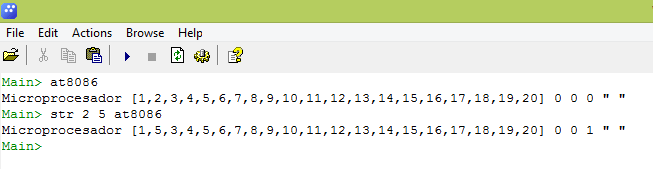 File Edit Actions Browse Help
Main> at8086
Microprocesador [1,2,3,4,5,6,7,8,9,10,11,12,13,14,15,16,17,18,19,20] 0 0 0 " "
Main> str 2 5 at8086
Microprocesador [1,5,3,4,5,6,7,8,9,10,11,12,13,14,15,16,17,18,19,20] 0 0 1 " "
Main>